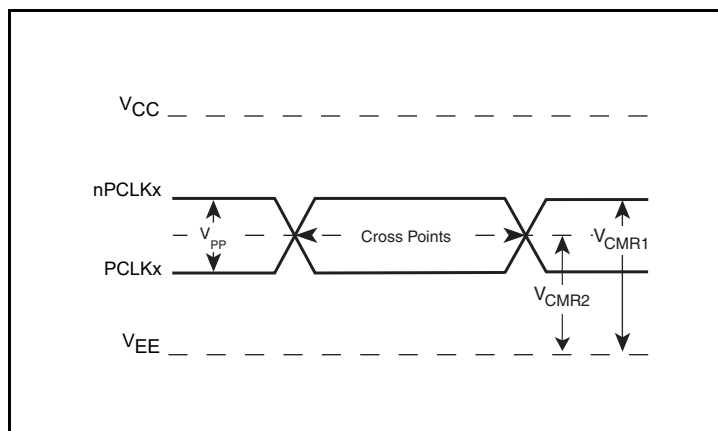 VCC
nPCLKx
VPP
Cross Points
VCMR1
PCLKx
VCMR2
VEE